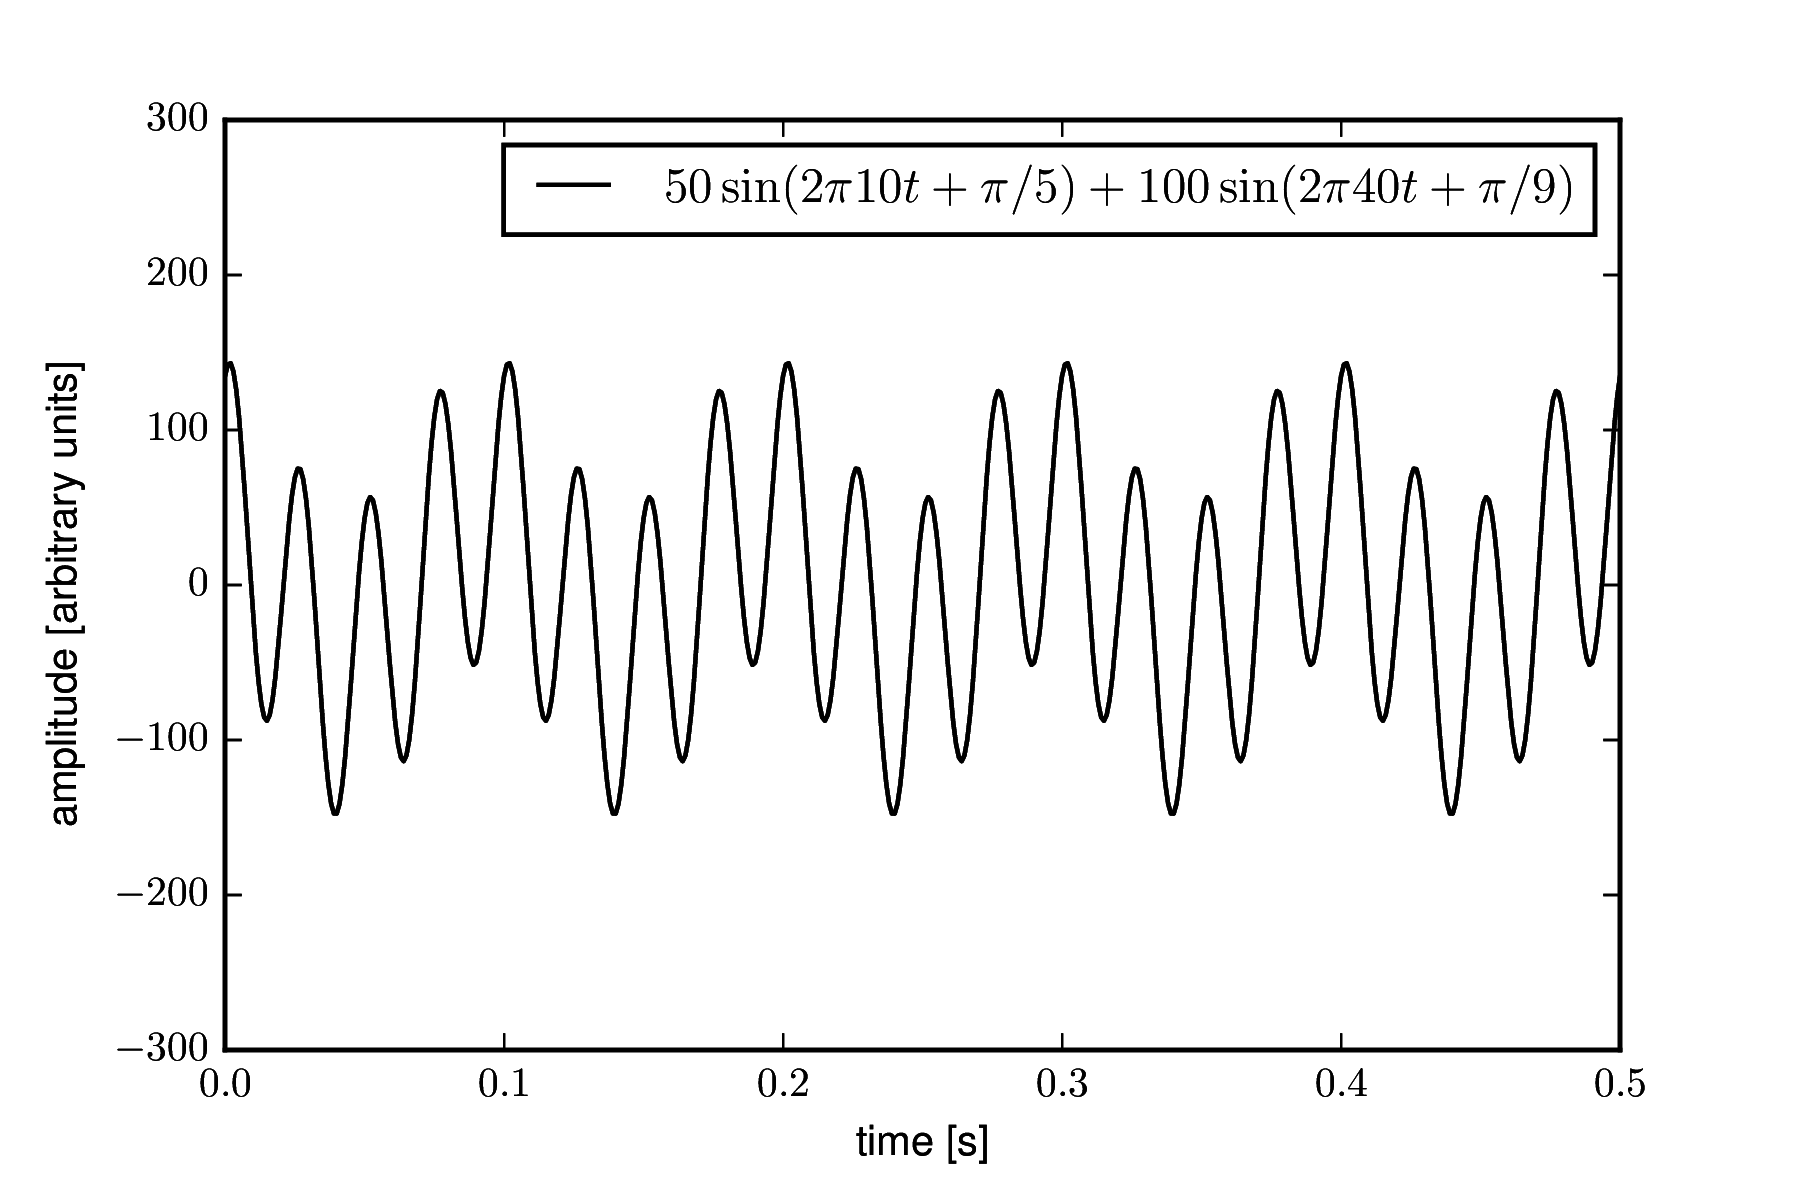 300
50 sin(2π10t + π/5) + 100 sin(2π40t + π/9)
200
100
0
−100
−200
−300
amplitude [arbitrary units]
0.0 0.1 0.2 0.3 0.4 0.5
time [s]